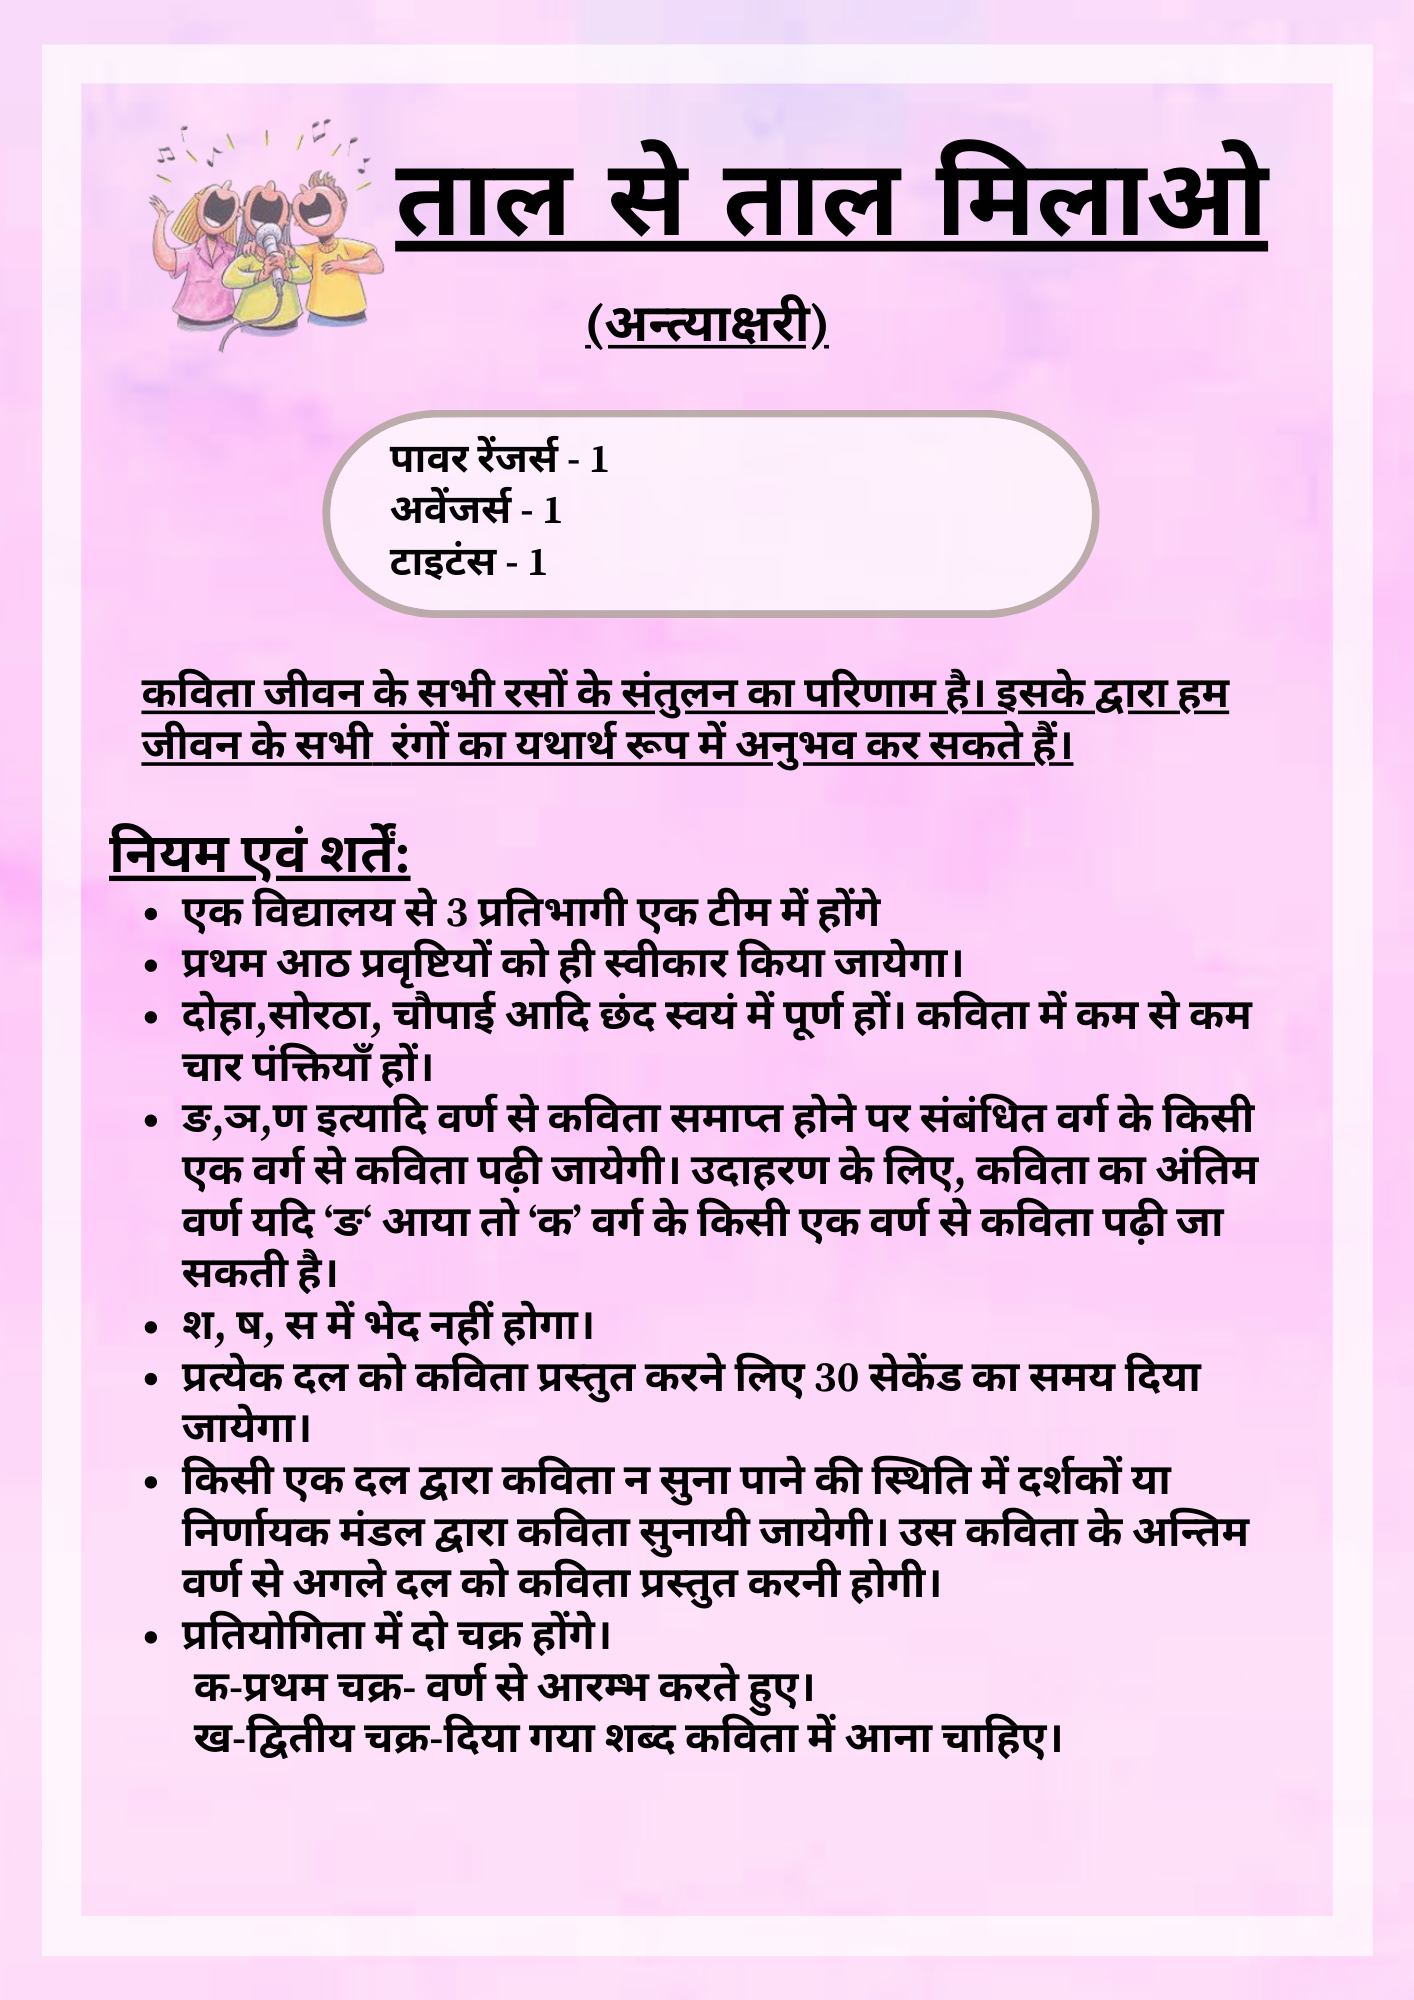 ताल से ताल मिलाओ
(अन्त्याक्षरी)
पावर रेंजर्स - 1
अवेंजर्स - 1
टाइटंस - 1
कविता जीवन के सभी रसों के संतुलन का परिणाम है। इसके द्वारा हम
जीवन के सभी रंगों का यथार्थ रूप में अनुभव कर सकते हैं।
नियम एवं शर्तें:
• एक विद्यालय से 3 प्रतिभागी एक टीम में होंगे
• प्रथम आठ प्रवृष्टियों को ही स्वीकार किया जायेगा।
• दोहा,सोरठा, चौपाई आदि छंद स्वयं में पूर्ण हों। कविता में कम से कम
चार पंक्तियाँ हों।
• ङ,ञ,ण इत्यादि वर्ण से कविता समाप्त होने पर संबंधित वर्ग के किसी
एक वर्ग से कविता पढ़ी जायेगी। उदाहरण के लिए, कविता का अंतिम
वर्ण यदि ‘ङ‘ आया तो ‘क’ वर्ग के किसी एक वर्ण से कविता पढ़ी जा
सकती है।
• श, ष, स में भेद नहीं होगा।
• प्रत्येक दल को कविता प्रस्तुत करने लिए 30 सेकेंड का समय दिया
जायेगा।
• किसी एक दल द्वारा कविता न सुना पाने की स्थिति में दर्शकों या
निर्णायक मंडल द्वारा कविता सुनायी जायेगी। उस कविता के अन्तिम
वर्ण से अगले दल को कविता प्रस्तुत करनी होगी।
• प्रतियोगिता में दो चक्र होंगे।
क-प्रथम चक्र- वर्ण से आरम्भ करते हुए।
ख-द्वितीय चक्र-दिया गया शब्द कविता में आना चाहिए।